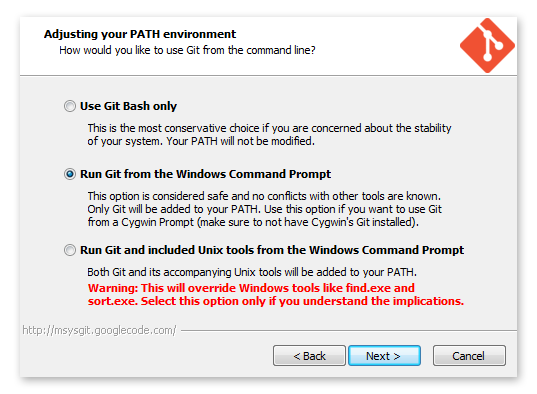 Adjusting your PATH environment
How would you like to use Git from the command line?
Use Git Bash only
This is the most conservative choice if you are concerned about the stability
of your system. Your PATH will not be modified.
Run Git from the Windows Command Prompt
This option is considered safe and no conflicts with other tools are known.
Only Git will be added to your PATH. Use this option if you want to use Git
from a Cygwin Prompt (make sure to not have Cygwin's Git installed).
Run Git and included Unix tools from the Windows Command Prompt
Both Git and its accompanying Unix tools will be added to your PATH.
Warning: This will override Windows tools like find.exe and
sort.exe. Select this option only if you understand the implications.
http://msysgit.googlecode.com/
< Back
Next >
Cancel